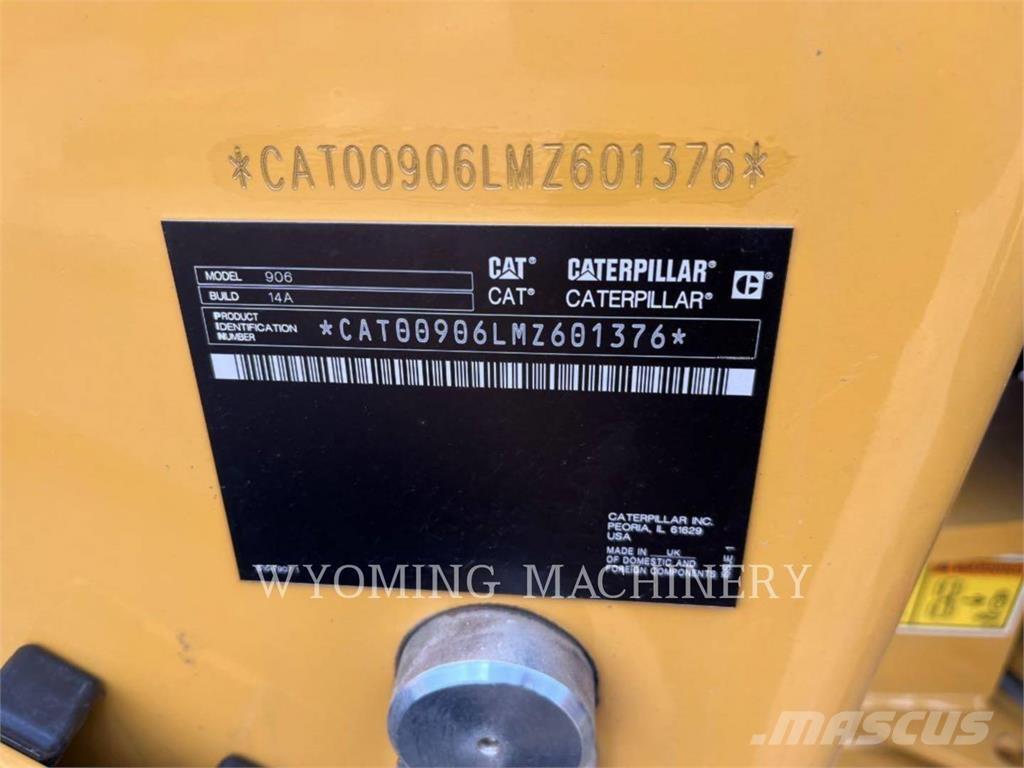 *CAT00906LMZ601376*
MODEL 906
BUILD 14A
CAT® CATERPILLAR® ®
CAT® CATERPILLAR®
PRODUCT
IDENTIFICATION
NUMBER
*CAT00906LMZ601376*
CATERPILLAR INC.
PEORIA, IL 61629
USA
MADE IN UK
OF DOMESTIC AND
FOREIGN COMPONENTS
WYOMING MACHINERY
MASCUS